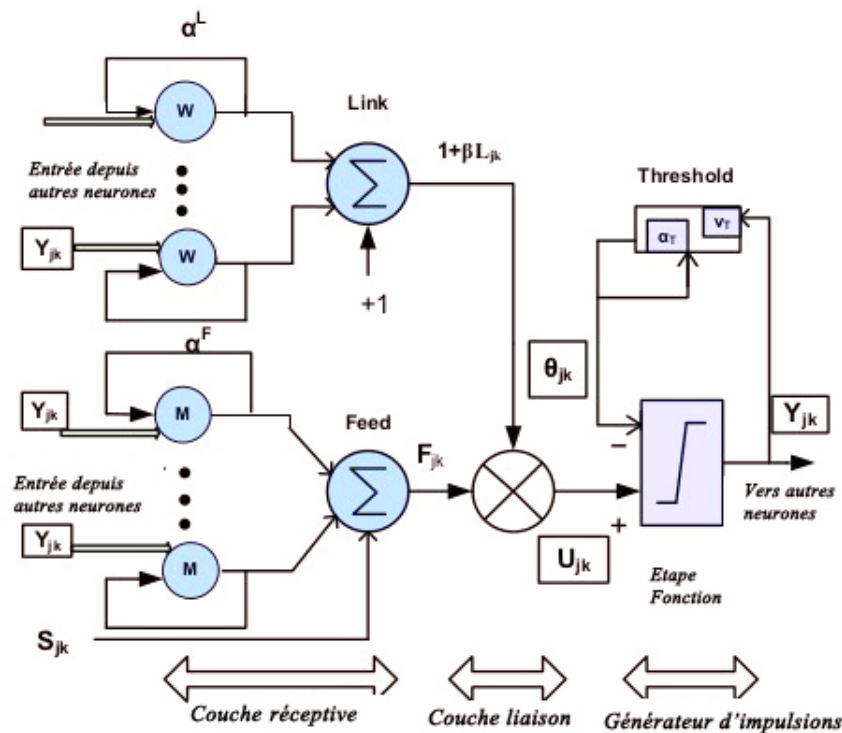 α^L
W
Link
Entrée depuis
autres neurones
Y_jk
W
+1
1+βL_jk
Threshold
α_T
v_T
α^F
Y_jk
M
Feed
Entrée depuis
autres neurones
Y_jk
M
S_jk
F_jk
θ_jk
−
+
U_jk
Y_jk
Vers autres
neurones
Etape
Fonction
Couche réceptive
Couche liaison
Générateur d'impulsions